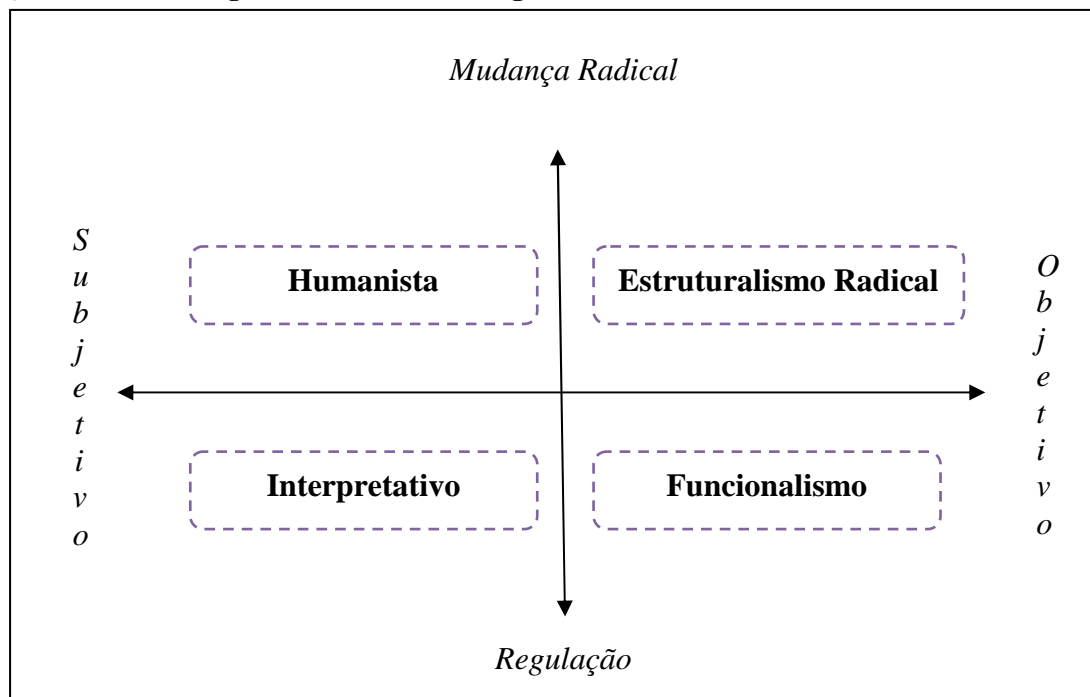 Mudança Radical
Subjetivo
Humanista
Estruturalismo Radical
Objetivo
Interpretativo
Funcionalismo
Regulação